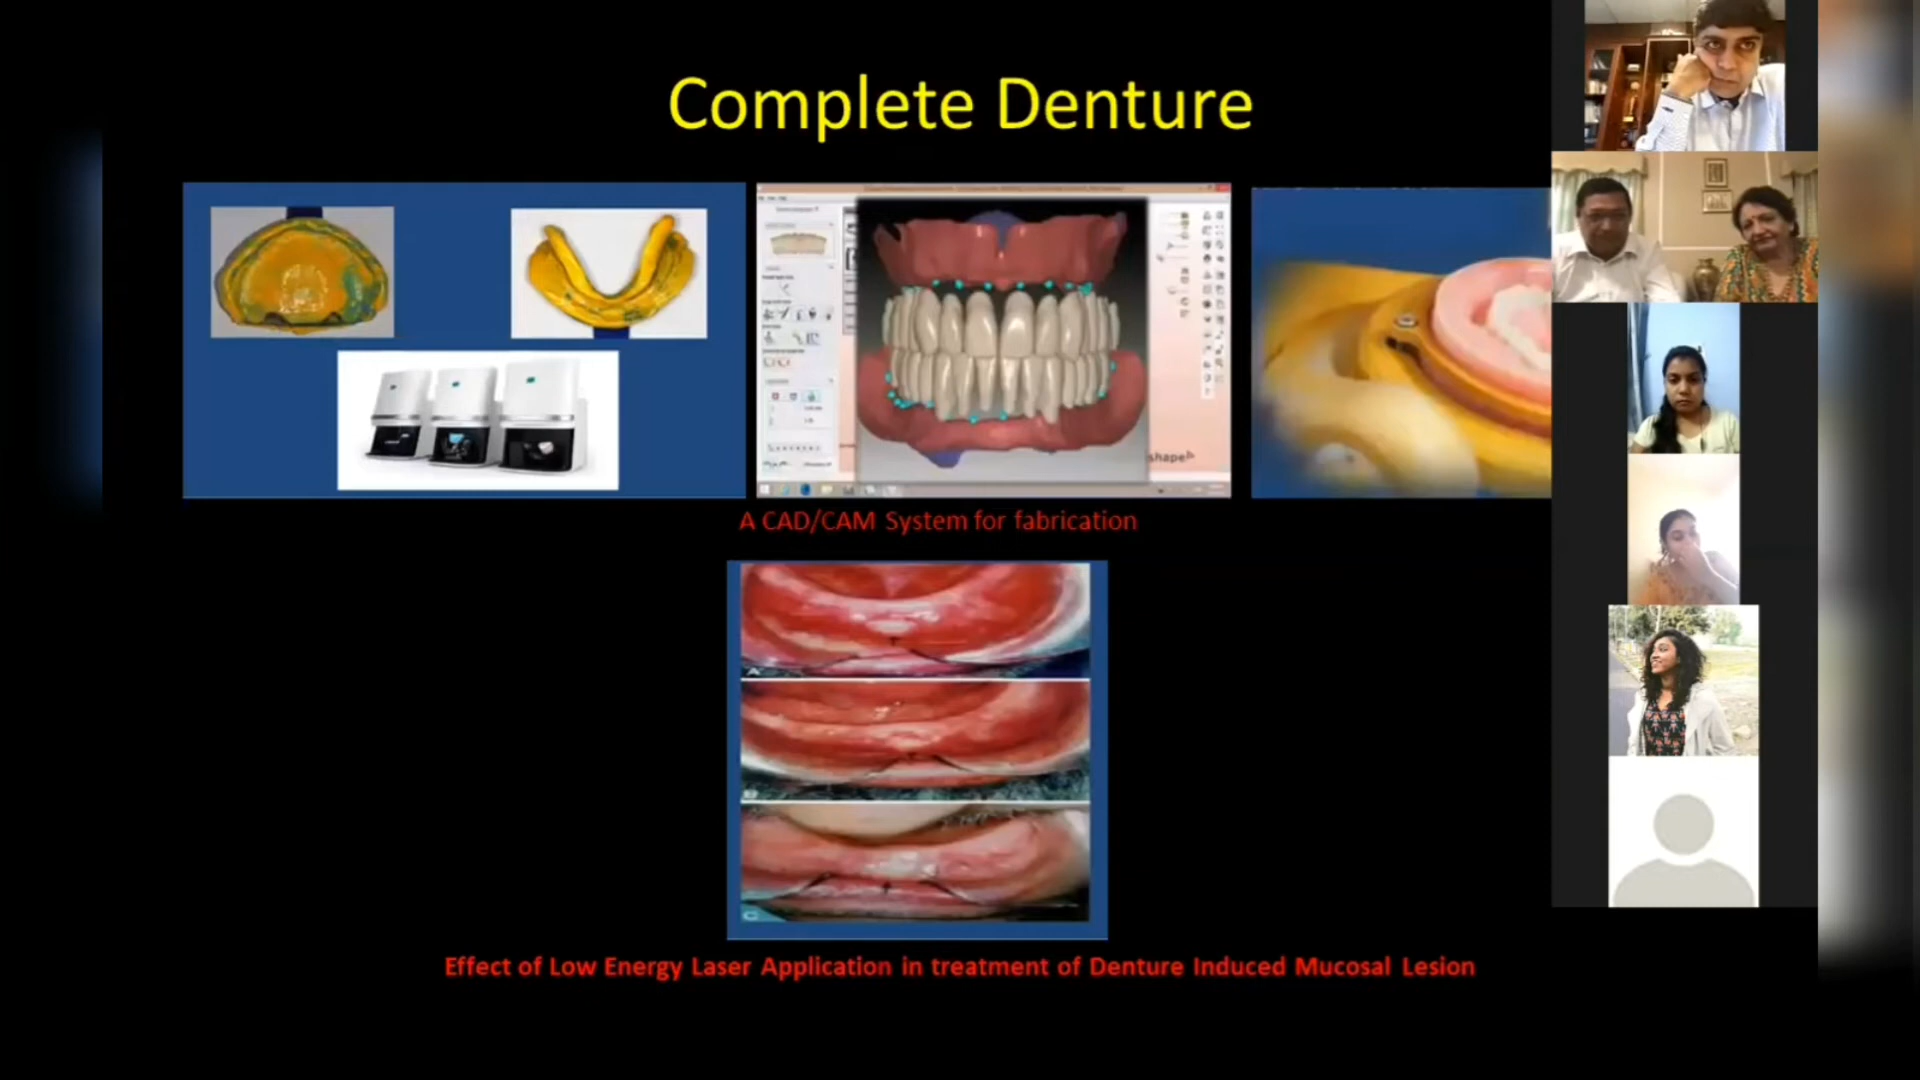 Complete Denture
shape
A CAD/CAM System for fabrication
A
B
C
Effect of Low Energy Laser Application in treatment of Denture Induced Mucosal Lesion